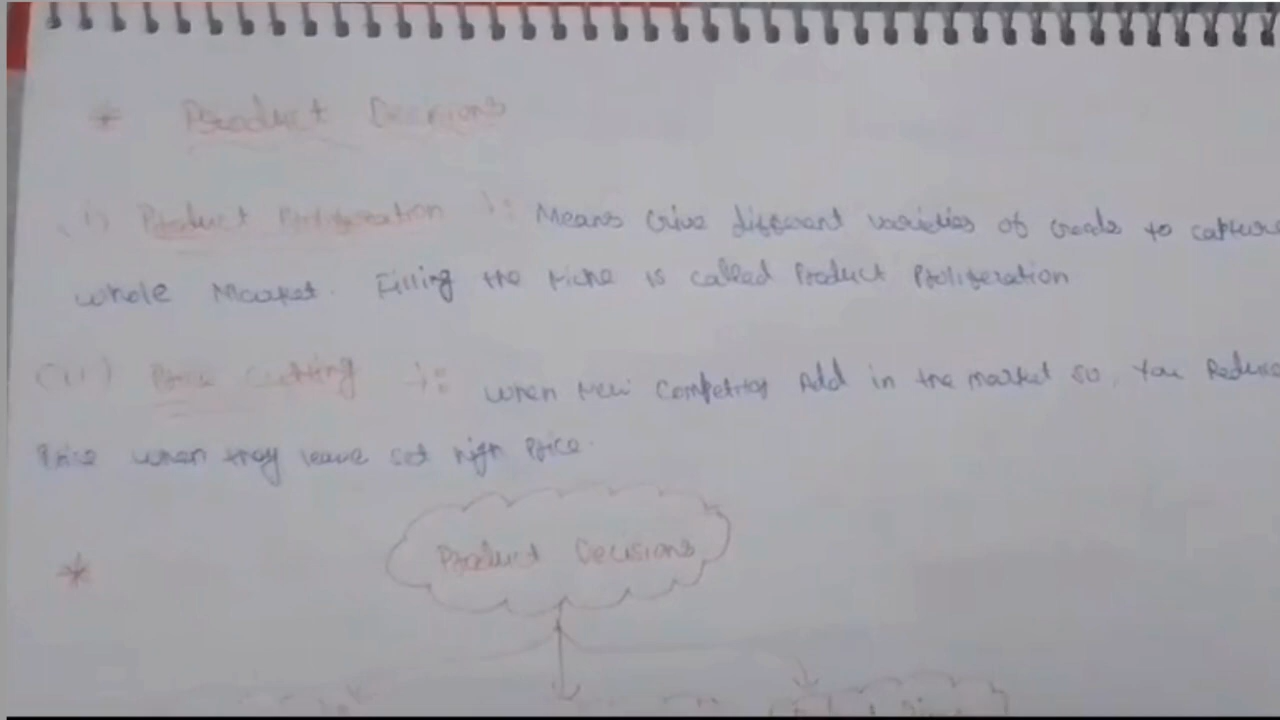 * Product Decisions
(i) Product Proliferation :- Means Give different varieties of Goods to capture
whole Market. Filling the Niche is called Product Proliferation
(ii) Price Cutting :- when New Competitor Add in the market so, You Reduce
Price when they leave set high Price.
* Product Decisions